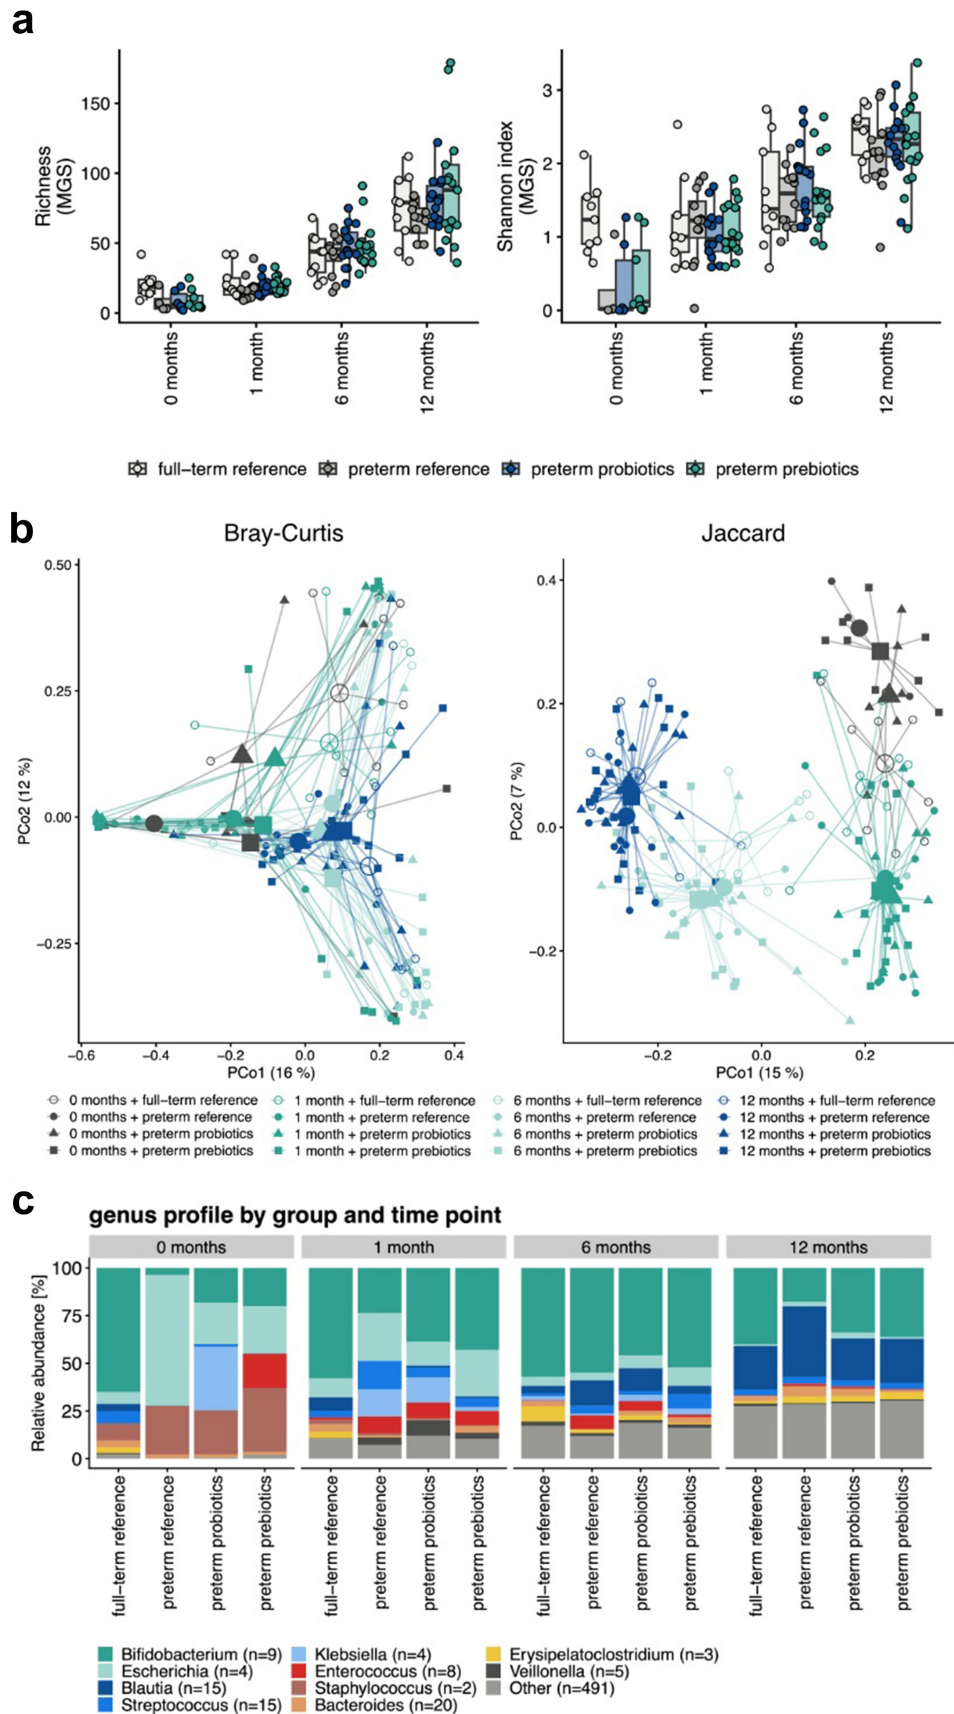 a
Richness
(MGS)
150
100
50
0
0 months
1 month
6 months
12 months
Shannon index
(MGS)
3
2
1
0
0 months
1 month
6 months
12 months
full−term reference preterm reference preterm probiotics preterm prebiotics
b
Bray-Curtis
PCo2 (12 %)
0.50
0.25
0.00
−0.25
−0.6 −0.4 −0.2 0.0 0.2 0.4
PCo1 (16 %)
Jaccard
PCo2 (7 %)
0.4
0.2
0.0
−0.2
−0.2 0.0 0.2
PCo1 (15 %)
0 months + full−term reference 1 month + full−term reference 6 months + full−term reference 12 months + full−term reference
0 months + preterm reference 1 month + preterm reference 6 months + preterm reference 12 months + preterm reference
0 months + preterm probiotics 1 month + preterm probiotics 6 months + preterm probiotics 12 months + preterm probiotics
0 months + preterm prebiotics 1 month + preterm prebiotics 6 months + preterm prebiotics 12 months + preterm prebiotics
c
genus profile by group and time point
0 months 1 month 6 months 12 months
Relative abundance [%]
100
75
50
25
0
full−term reference
preterm reference
preterm probiotics
preterm prebiotics
full−term reference
preterm reference
preterm probiotics
preterm prebiotics
full−term reference
preterm reference
preterm probiotics
preterm prebiotics
full−term reference
preterm reference
preterm probiotics
preterm prebiotics
Bifidobacterium (n=9) Klebsiella (n=4) Erysipelatoclostridium (n=3)
Escherichia (n=4) Enterococcus (n=8) Veillonella (n=5)
Blautia (n=15) Staphylococcus (n=2) Other (n=491)
Streptococcus (n=15) Bacteroides (n=20)